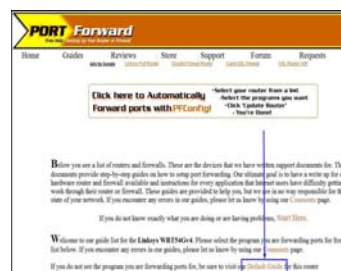 PORT Forward
Home Guides Reviews Store Support Forum Requests
Click here to Automatically
Forward ports with PFConfig!
-Select your router from a list
-Select the programs you want
-Click 'Update Router'
-You're Done!
Below you see a list of routers and firewalls. These are the devices that we have written support documents for. Th
documents provide step-by-step guides on how to setup port forwarding. Our ultimate goal is to have a write up for e
hardware router and firewall available and instructions for every application that Internet users have difficulty gettin
work through their router or firewall. These guides are provided to help you, but we are in no way responsible for th
state of your network. If you encounter any errors in our guides, please let us know by using our Comments page.
If you do not know exactly what you are doing or are having problems, Start Here.
Welcome to our guide list for the Linksys WRT54Gv4. Please select the program you are forwarding ports for fro
list below. If you encounter any errors in our guides, please let us know by using our Comments page.
If you do not see the program you are forwarding ports for, be sure to visit our Default Guide for this router